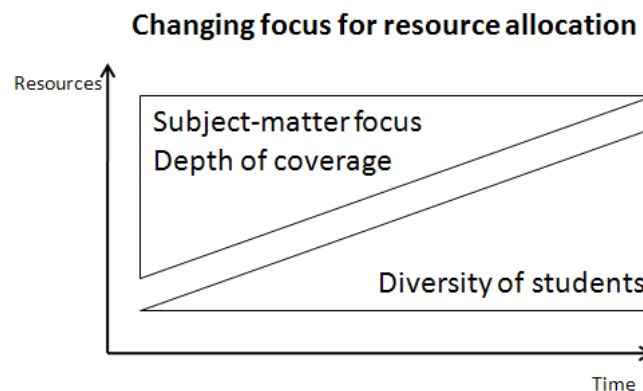 Changing focus for resource allocation
Resources
Subject-matter focus
Depth of coverage
Diversity of students
Time